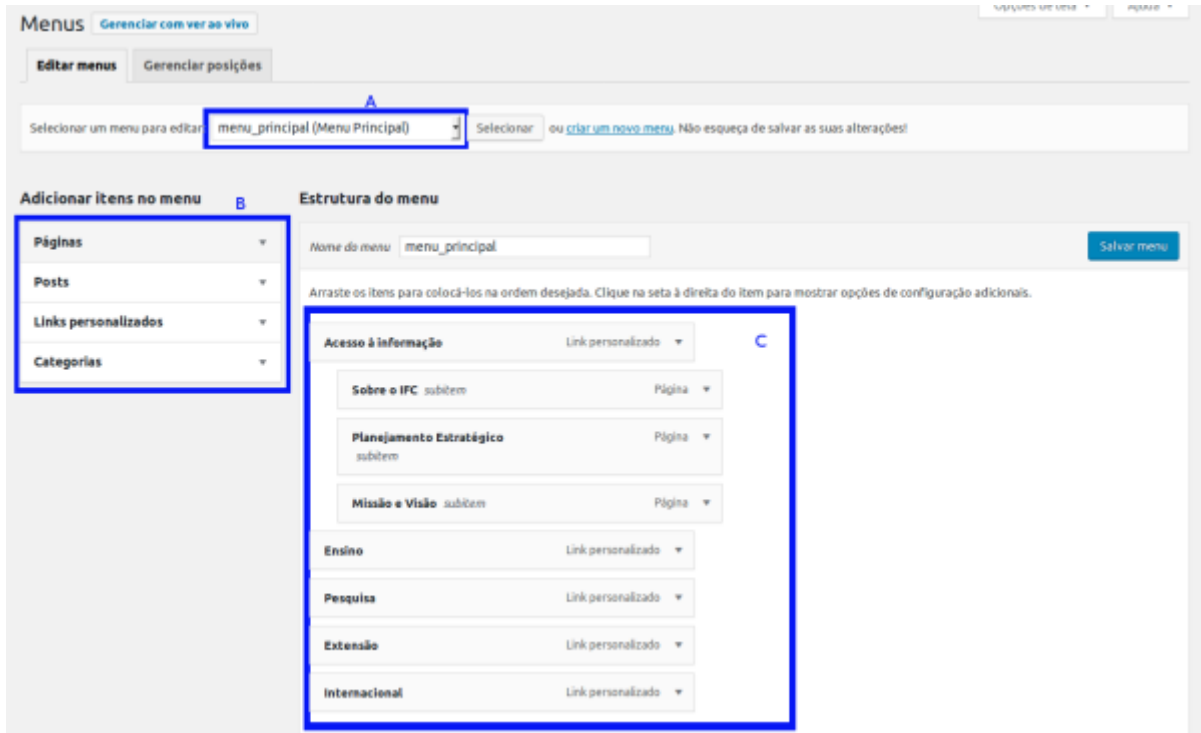 Opções de tela Ajuda
Menus Gerenciar com ver ao vivo
Editar menus Gerenciar posições
A
Selecionar um menu para editar menu_principal (Menu Principal) Selecionar ou criar um novo menu. Não esqueça de salvar as suas alterações!
Adicionar itens no menu B Estrutura do menu
Páginas
Posts
Links personalizados
Categorias
Nome do menu menu_principal Salvar menu
Arraste os itens para colocá-los na ordem desejada. Clique na seta à direita do item para mostrar opções de configuração adicionais.
C
Acesso à informação Link personalizado
Sobre o IFC subitem Página
Planejamento Estratégico Página
subitem
Missão e Visão subitem Página
Ensino Link personalizado
Pesquisa Link personalizado
Extensão Link personalizado
Internacional Link personalizado